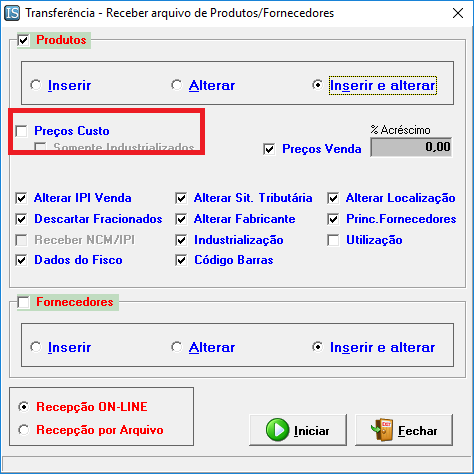 IS Transferência - Receber arquivo de Produtos/Fornecedores
Produtos
Inserir Alterar Inserir e alterar
Preços Custo
% Acréscimo
Somente Industrializados
Preços Venda 0,00
Alterar IPI Venda Alterar Sit. Tributária Alterar Localização
Descartar Fracionados Alterar Fabricante Princ.Fornecedores
Receber NCM/IPI Industrialização Utilização
Dados do Fisco Código Barras
Fornecedores
Inserir Alterar Inserir e alterar
Recepção ON-LINE
Recepção por Arquivo
Iniciar
EXIT Fechar